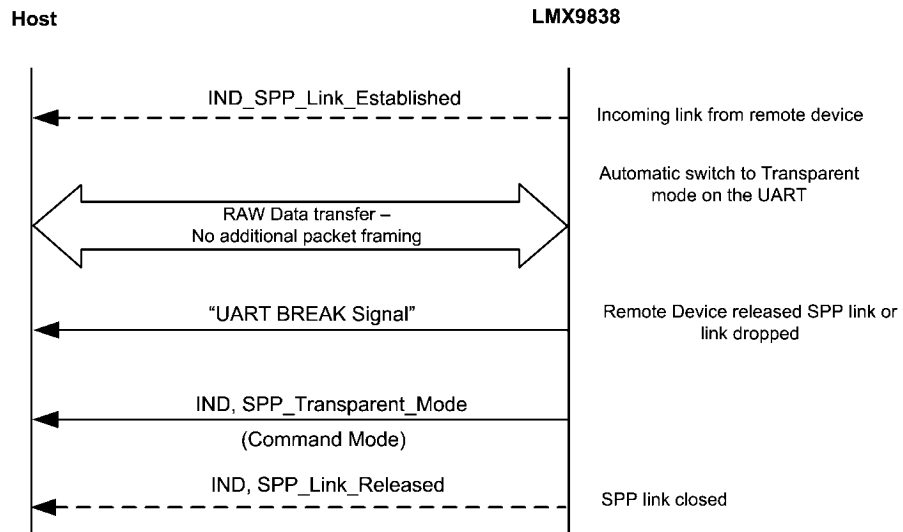 Host
LMX9838
IND_SPP_Link_Established
Incoming link from remote device
Automatic switch to Transparent
mode on the UART
RAW Data transfer –
No additional packet framing
“UART BREAK Signal”
Remote Device released SPP link or
link dropped
IND, SPP_Transparent_Mode
(Command Mode)
IND, SPP_Link_Released
SPP link closed